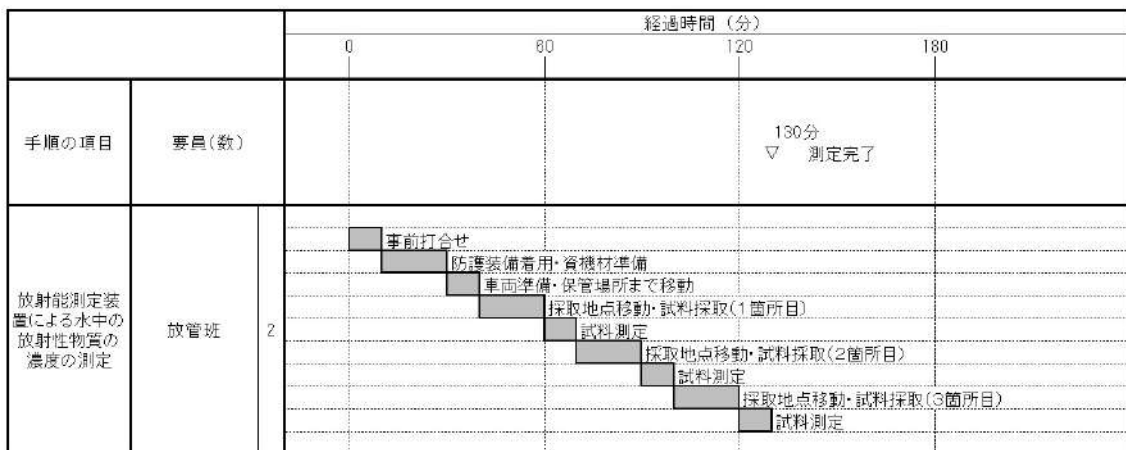 経過時間(分)
0
60
120
180
手順の項目
要員(数)
130分
▽ 測定完了
放射能測定装
置による水中の
放射性物質の
濃度の測定
放管班
2
事前打合せ
防護装備着用・資機材準備
車両準備・保管場所まで移動
採取地点移動・試料採取(1箇所目)
試料測定
採取地点移動・試料採取(2箇所目)
試料測定
採取地点移動・試料採取(3箇所目)
試料測定